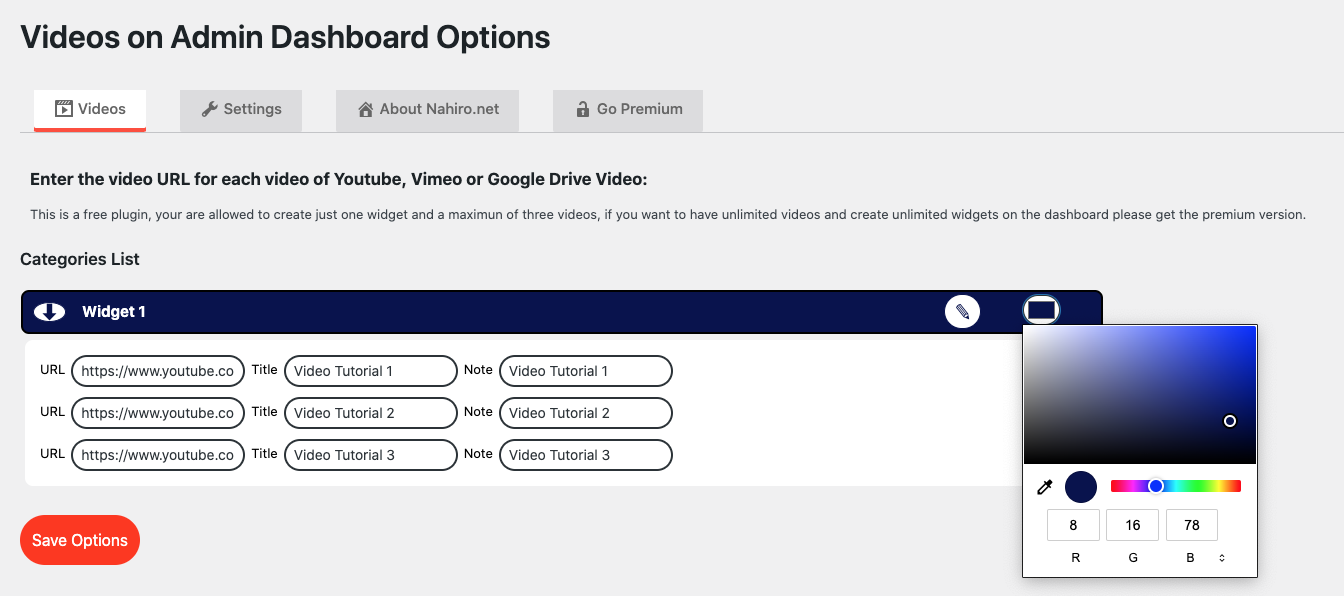 Videos on Admin Dashboard Options
Videos Settings About Nahiro.net Go Premium
Enter the video URL for each video of Youtube, Vimeo or Google Drive Video:
This is a free plugin, your are allowed to create just one widget and a maximun of three videos, if you want to have unlimited videos and create unlimited widgets on the dashboard please get the premium version.
Categories List
Widget 1
URL https://www.youtube.co Title Video Tutorial 1 Note Video Tutorial 1
URL https://www.youtube.co Title Video Tutorial 2 Note Video Tutorial 2
URL https://www.youtube.co Title Video Tutorial 3 Note Video Tutorial 3
Save Options
8 16 78
R G B